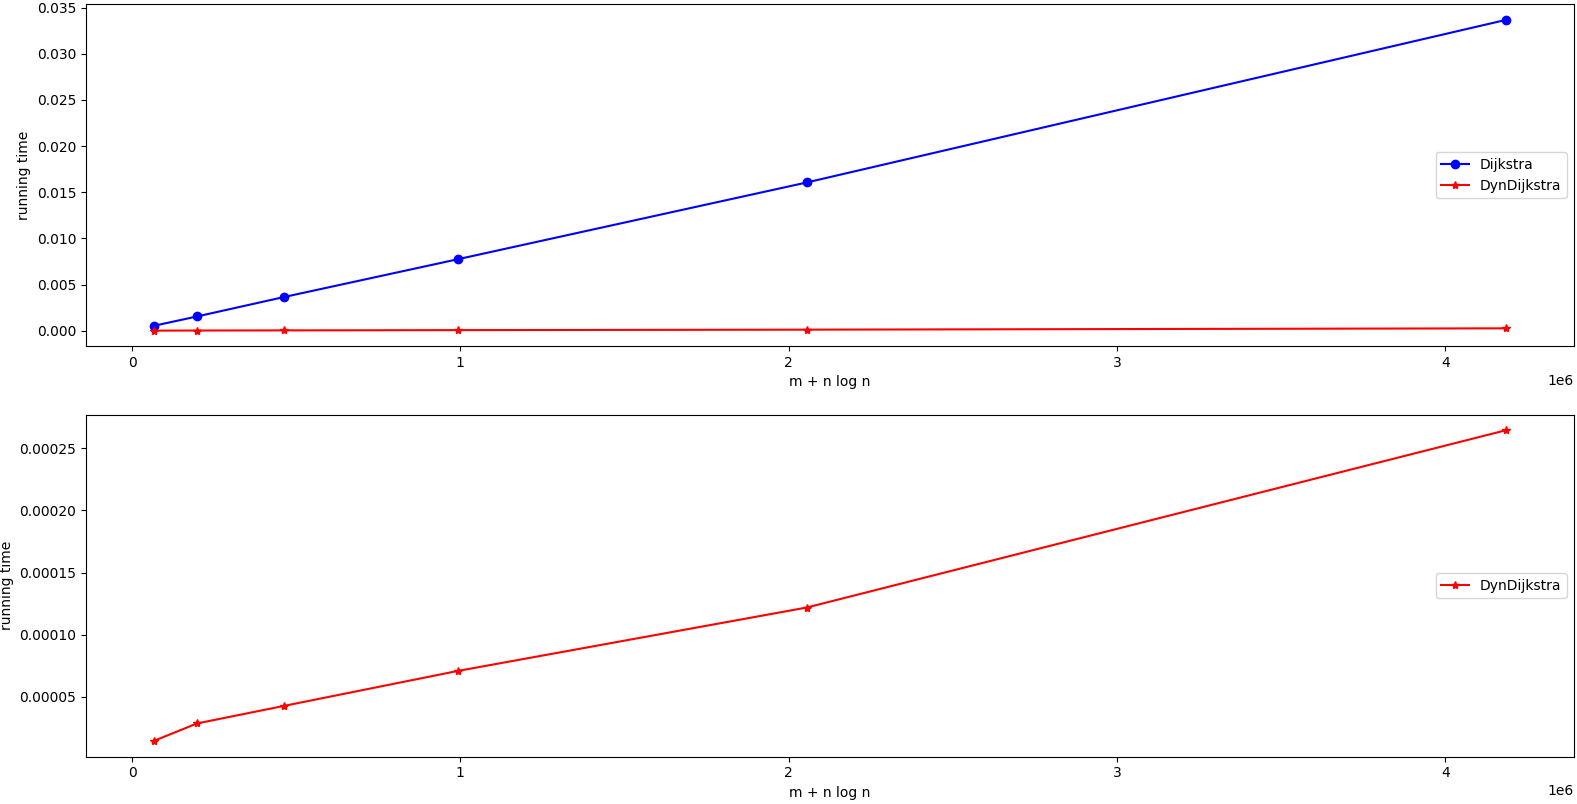 0.035
0.030
0.025
0.020
0.015
0.010
0.005
0.000
running time
Dijkstra
DynDijkstra
0 1 2 3 4
m + n log n
1e6
0.00025
0.00020
0.00015
0.00010
0.00005
running time
DynDijkstra
0 1 2 3 4
m + n log n
1e6